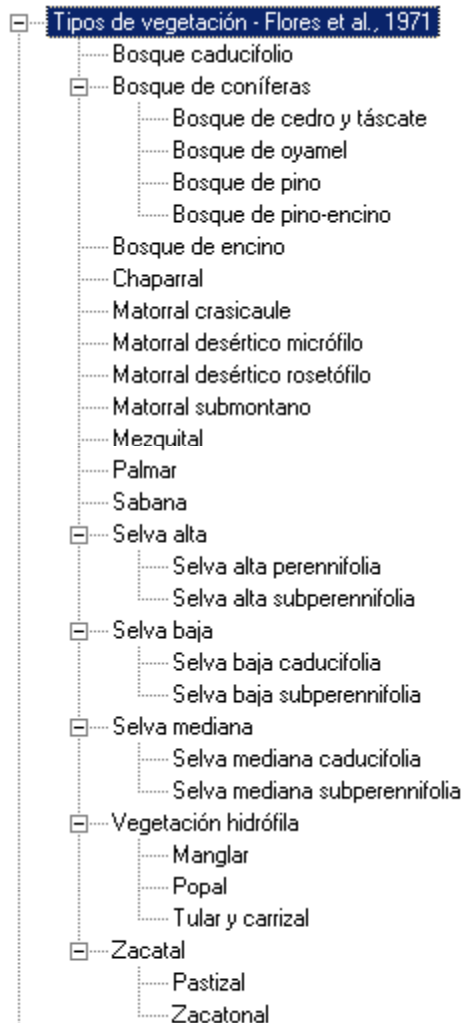 Tipos de vegetación - Flores et al., 1971
Bosque caducifolio
Bosque de coníferas
Bosque de cedro y táscate
Bosque de oyamel
Bosque de pino
Bosque de pino-encino
Bosque de encino
Chaparral
Matorral crasicaule
Matorral desértico micrófilo
Matorral desértico rosetófilo
Matorral submontano
Mezquital
Palmar
Sabana
Selva alta
Selva alta perennifolia
Selva alta subperennifolia
Selva baja
Selva baja caducifolia
Selva baja subperennifolia
Selva mediana
Selva mediana caducifolia
Selva mediana subperennifolia
Vegetación hidrófila
Manglar
Popal
Tular y carrizal
Zacatal
Pastizal
Zacatonal